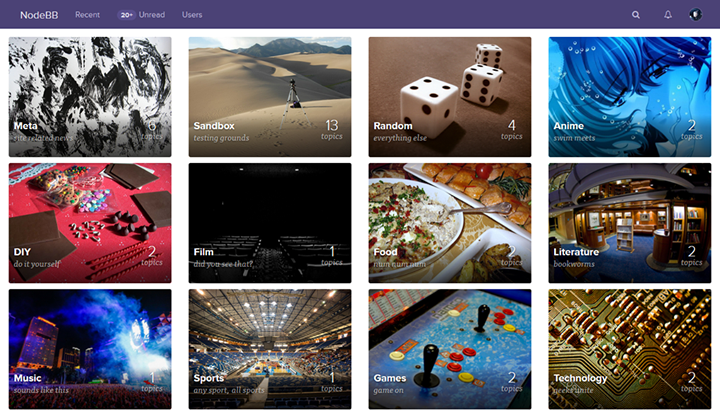 NodeBB Recent 20+ Unread Users
Meta
site related news
topics
Sandbox 13
testing grounds topics
Random 4
everything else topics
Anime 2
swim meets topics
DIY 2
do it yourself topics
Film 1
did you see that?, topics
Food 2
num num num topics
Literature 2
bookworms topics
Music 1
sounds like this topics
Sports 1
any sport, all sports topics
Games 2
game on topics
Technology 2
geeks unite topics